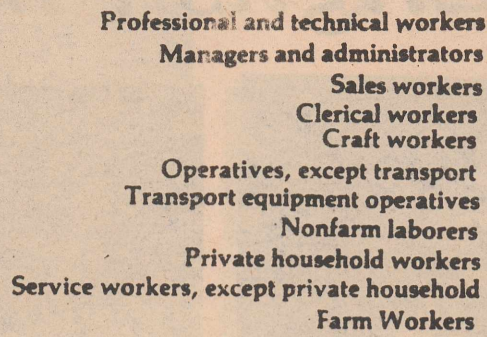 Professional and technical workers
Managers and administrators
Sales workers
Clerical workers
Craft workers
Operatives, except transport
Transport equipment operatives
Nonfarm laborers
Private household workers
Service workers, except private household
Farm Workers